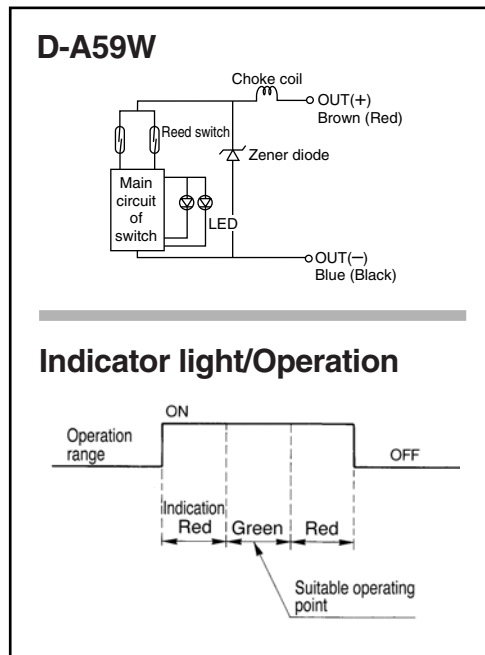 D-A59W
Choke coil
OUT(+)
Brown (Red)
Reed switch
Zener diode
Main
circuit
of
switch
LED
OUT(−)
Blue (Black)
Indicator light/Operation
ON
Operation
range
OFF
Indication
Red
Green
Red
Suitable operating
point